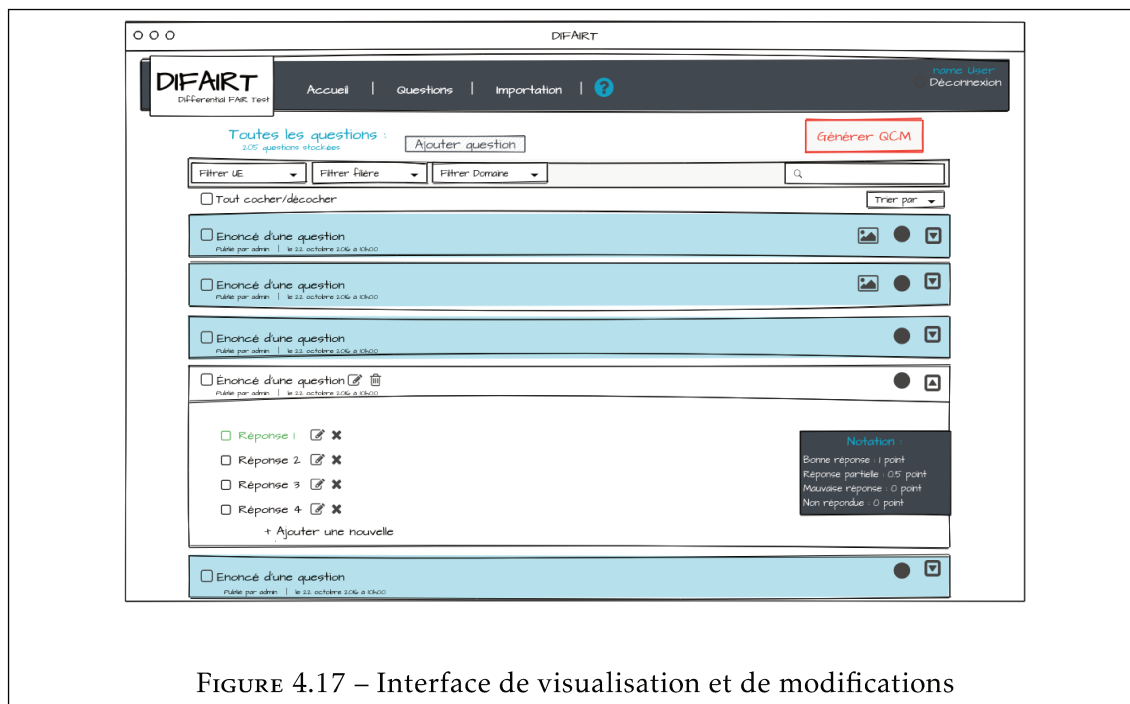 DIFAIRT
DIFAIRT
Differential FAIR Test
Accueil | Questions | Importation | ?
name User
Déconnexion
Toutes les questions :
205 questions stockées
Ajouter question
Générer QCM
Filtrer UE
Filtrer filière
Filtrer Domaine
Tout cocher/décocher
Trier par
Enoncé d'une question
Publié par admin | le 22 octobre 2016 à 10h00
Enoncé d'une question
Publié par admin | le 22 octobre 2016 à 10h00
Enoncé d'une question
Publié par admin | le 22 octobre 2016 à 10h00
Énoncé d'une question
Publié par admin | le 22 octobre 2016 à 10h00
Réponse 1
Réponse 2
Réponse 3
Réponse 4
+ Ajouter une nouvelle
Notation :
Bonne réponse : 1 point
Réponse partielle : 0.5 point
Mauvaise réponse : 0 point
Non répondue : 0 point
Enoncé d'une question
Publié par admin | le 22 octobre 2016 à 10h00
FIGURE 4.17 – Interface de visualisation et de modifications